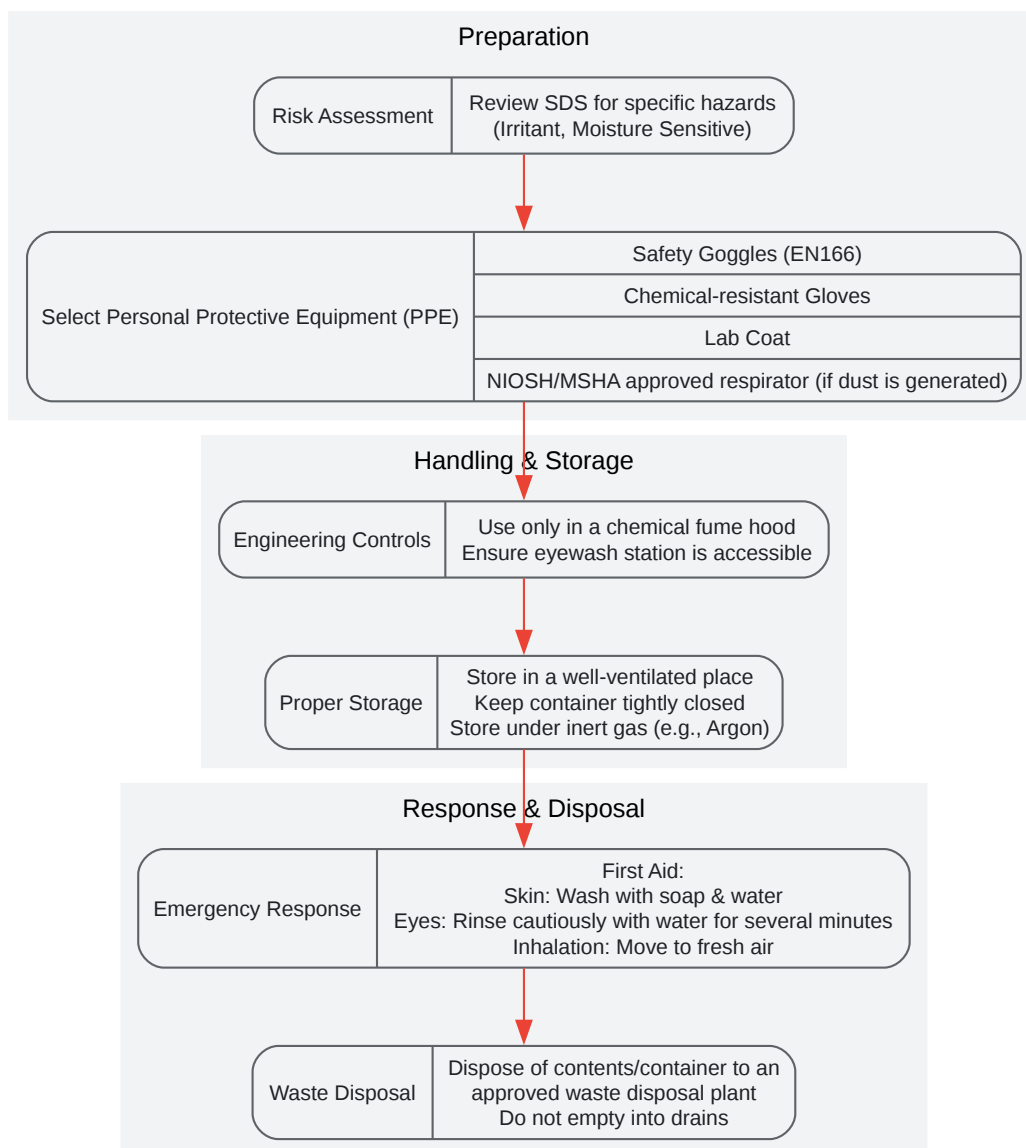 Preparation
Risk Assessment
Review SDS for specific hazards
(Irritant, Moisture Sensitive)
Select Personal Protective Equipment (PPE)
Safety Goggles (EN166)
Chemical-resistant Gloves
Lab Coat
NIOSH/MSHA approved respirator (if dust is generated)
Handling & Storage
Engineering Controls
Use only in a chemical fume hood
Ensure eyewash station is accessible
Proper Storage
Store in a well-ventilated place
Keep container tightly closed
Store under inert gas (e.g., Argon)
Response & Disposal
Emergency Response
First Aid:
Skin: Wash with soap & water
Eyes: Rinse cautiously with water for several minutes
Inhalation: Move to fresh air
Waste Disposal
Dispose of contents/container to an
approved waste disposal plant
Do not empty into drains